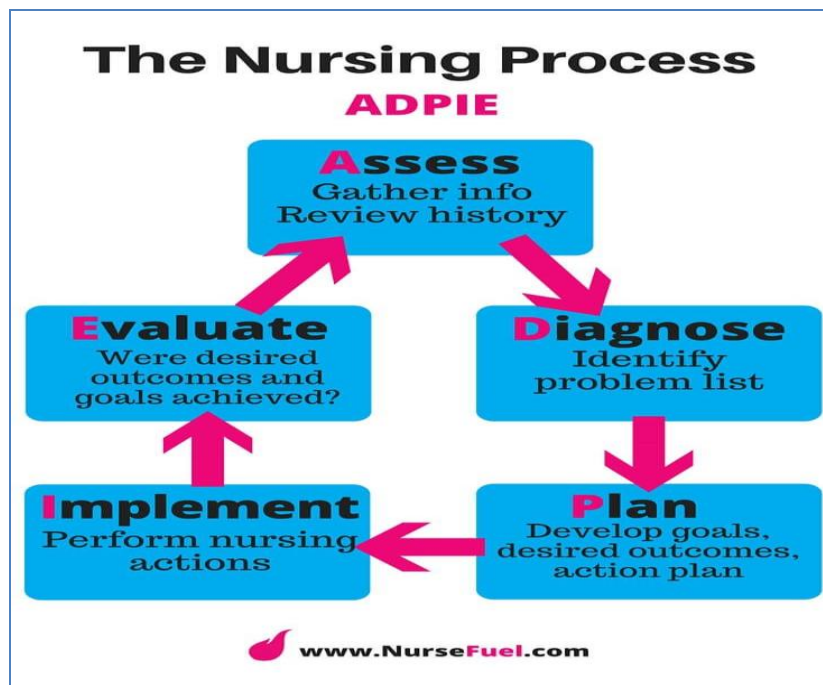 The Nursing Process
ADPIE
Assess
Gather info
Review history
Diagnose
Identify
problem list
Plan
Develop goals,
desired outcomes,
action plan
Implement
Perform nursing
actions
Evaluate
Were desired
outcomes and
goals achieved?
www.NurseFuel.com